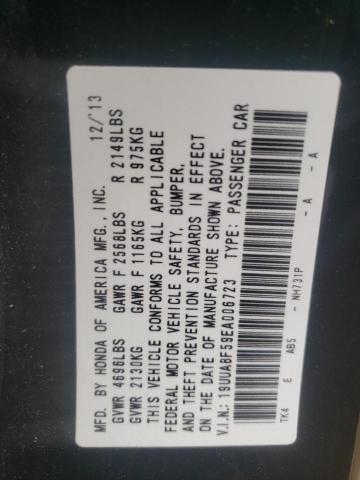 MFD. BY HONDA OF AMERICA MFG., INC. 12/'13
GVWR 4696LBS GAWR F 2568LBS R 2149LBS
GVWR 2130KG GAWR F 1165KG R 975KG
THIS VEHICLE CONFORMS TO ALL APPLICABLE
FEDERAL MOTOR VEHICLE SAFETY, BUMPER,
AND THEFT PREVENTION STANDARDS IN EFFECT
ON THE DATE OF MANUFACTURE SHOWN ABOVE.
V.I.N.: 19UUA8F59EA006723 TYPE: PASSENGER CAR
TK4 E AB5 - NH731P - A - A